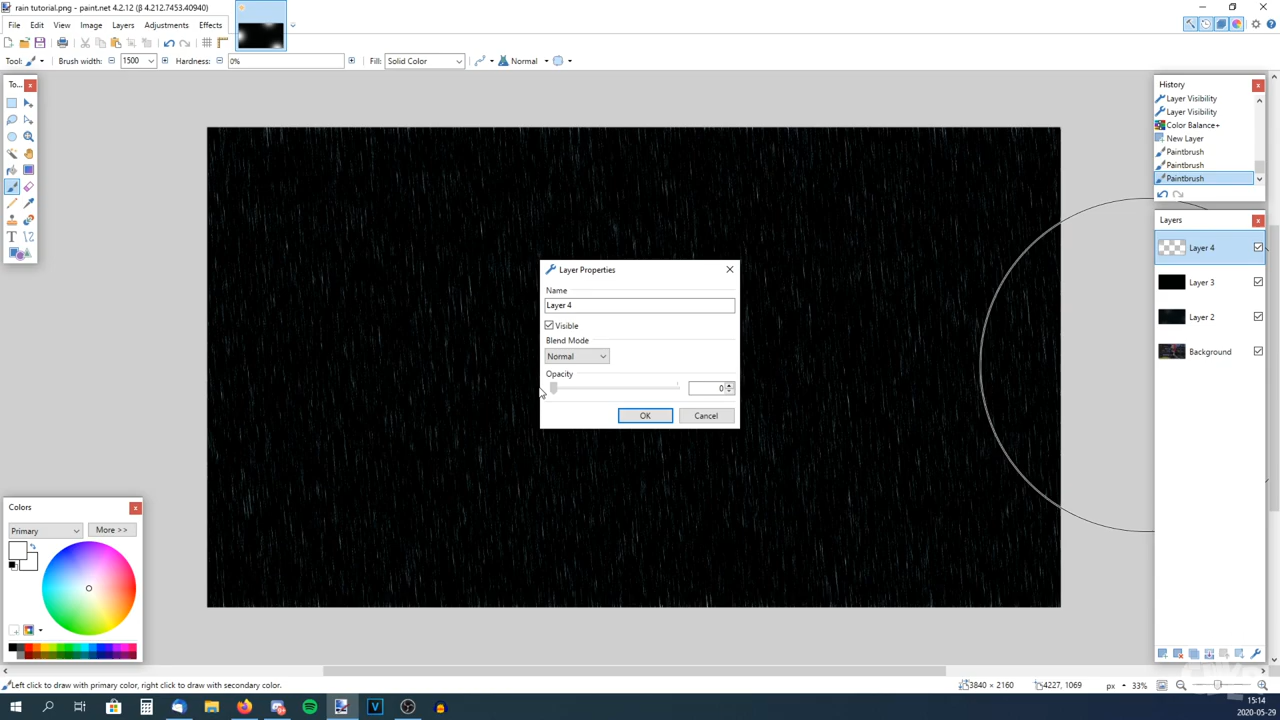 rain tutorial.png - paint.net 4.2.12 (4.212.7453.40940)
File Edit View Image Layers Adjustments Effects
Tool: Brush width: 1500 Hardness: 0% Fill: Solid Color Normal
To...
History
Layer Visibility
Layer Visibility
Color Balance+
New Layer
Paintbrush
Paintbrush
Paintbrush
Layers
Layer 4
Layer 3
Layer 2
Background
Layer Properties
Name
Layer 4
Visible
Blend Mode
Normal
Opacity
0
OK Cancel
Colors
Primary More >>
Left click to draw with primary color, right click to draw with secondary color. 3840 × 2160 4227, 1069 px 33%
15:14
2020-05-29